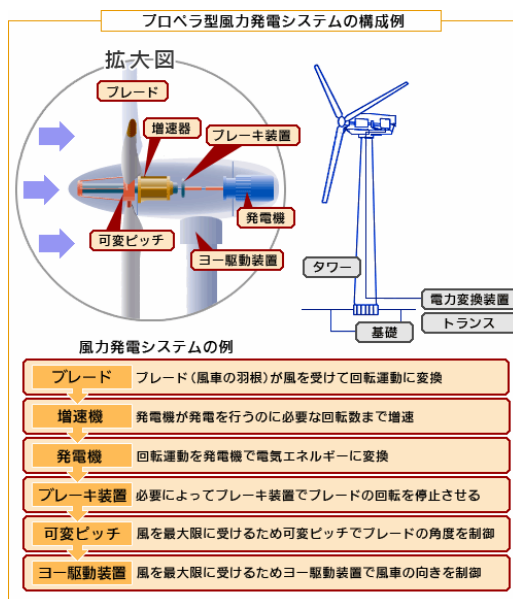 プロペラ型風力発電システムの構成例
拡大図
ブレード
増速器
ブレーキ装置
発電機
可変ピッチ
ヨー駆動装置
タワー
電力変換装置
基礎
トランス
風力発電システムの例
ブレード ブレード(風車の羽根)が風を受けて回転運動に変換
増速機 発電機が発電を行うのに必要な回転数まで増速
発電機 回転運動を発電機で電気エネルギーに変換
ブレーキ装置 必要によってブレーキ装置でブレードの回転を停止させる
可変ピッチ 風を最大限に受けるため可変ピッチでブレードの角度を制御
ヨー駆動装置 風を最大限に受けるためヨー駆動装置で風車の向きを制御